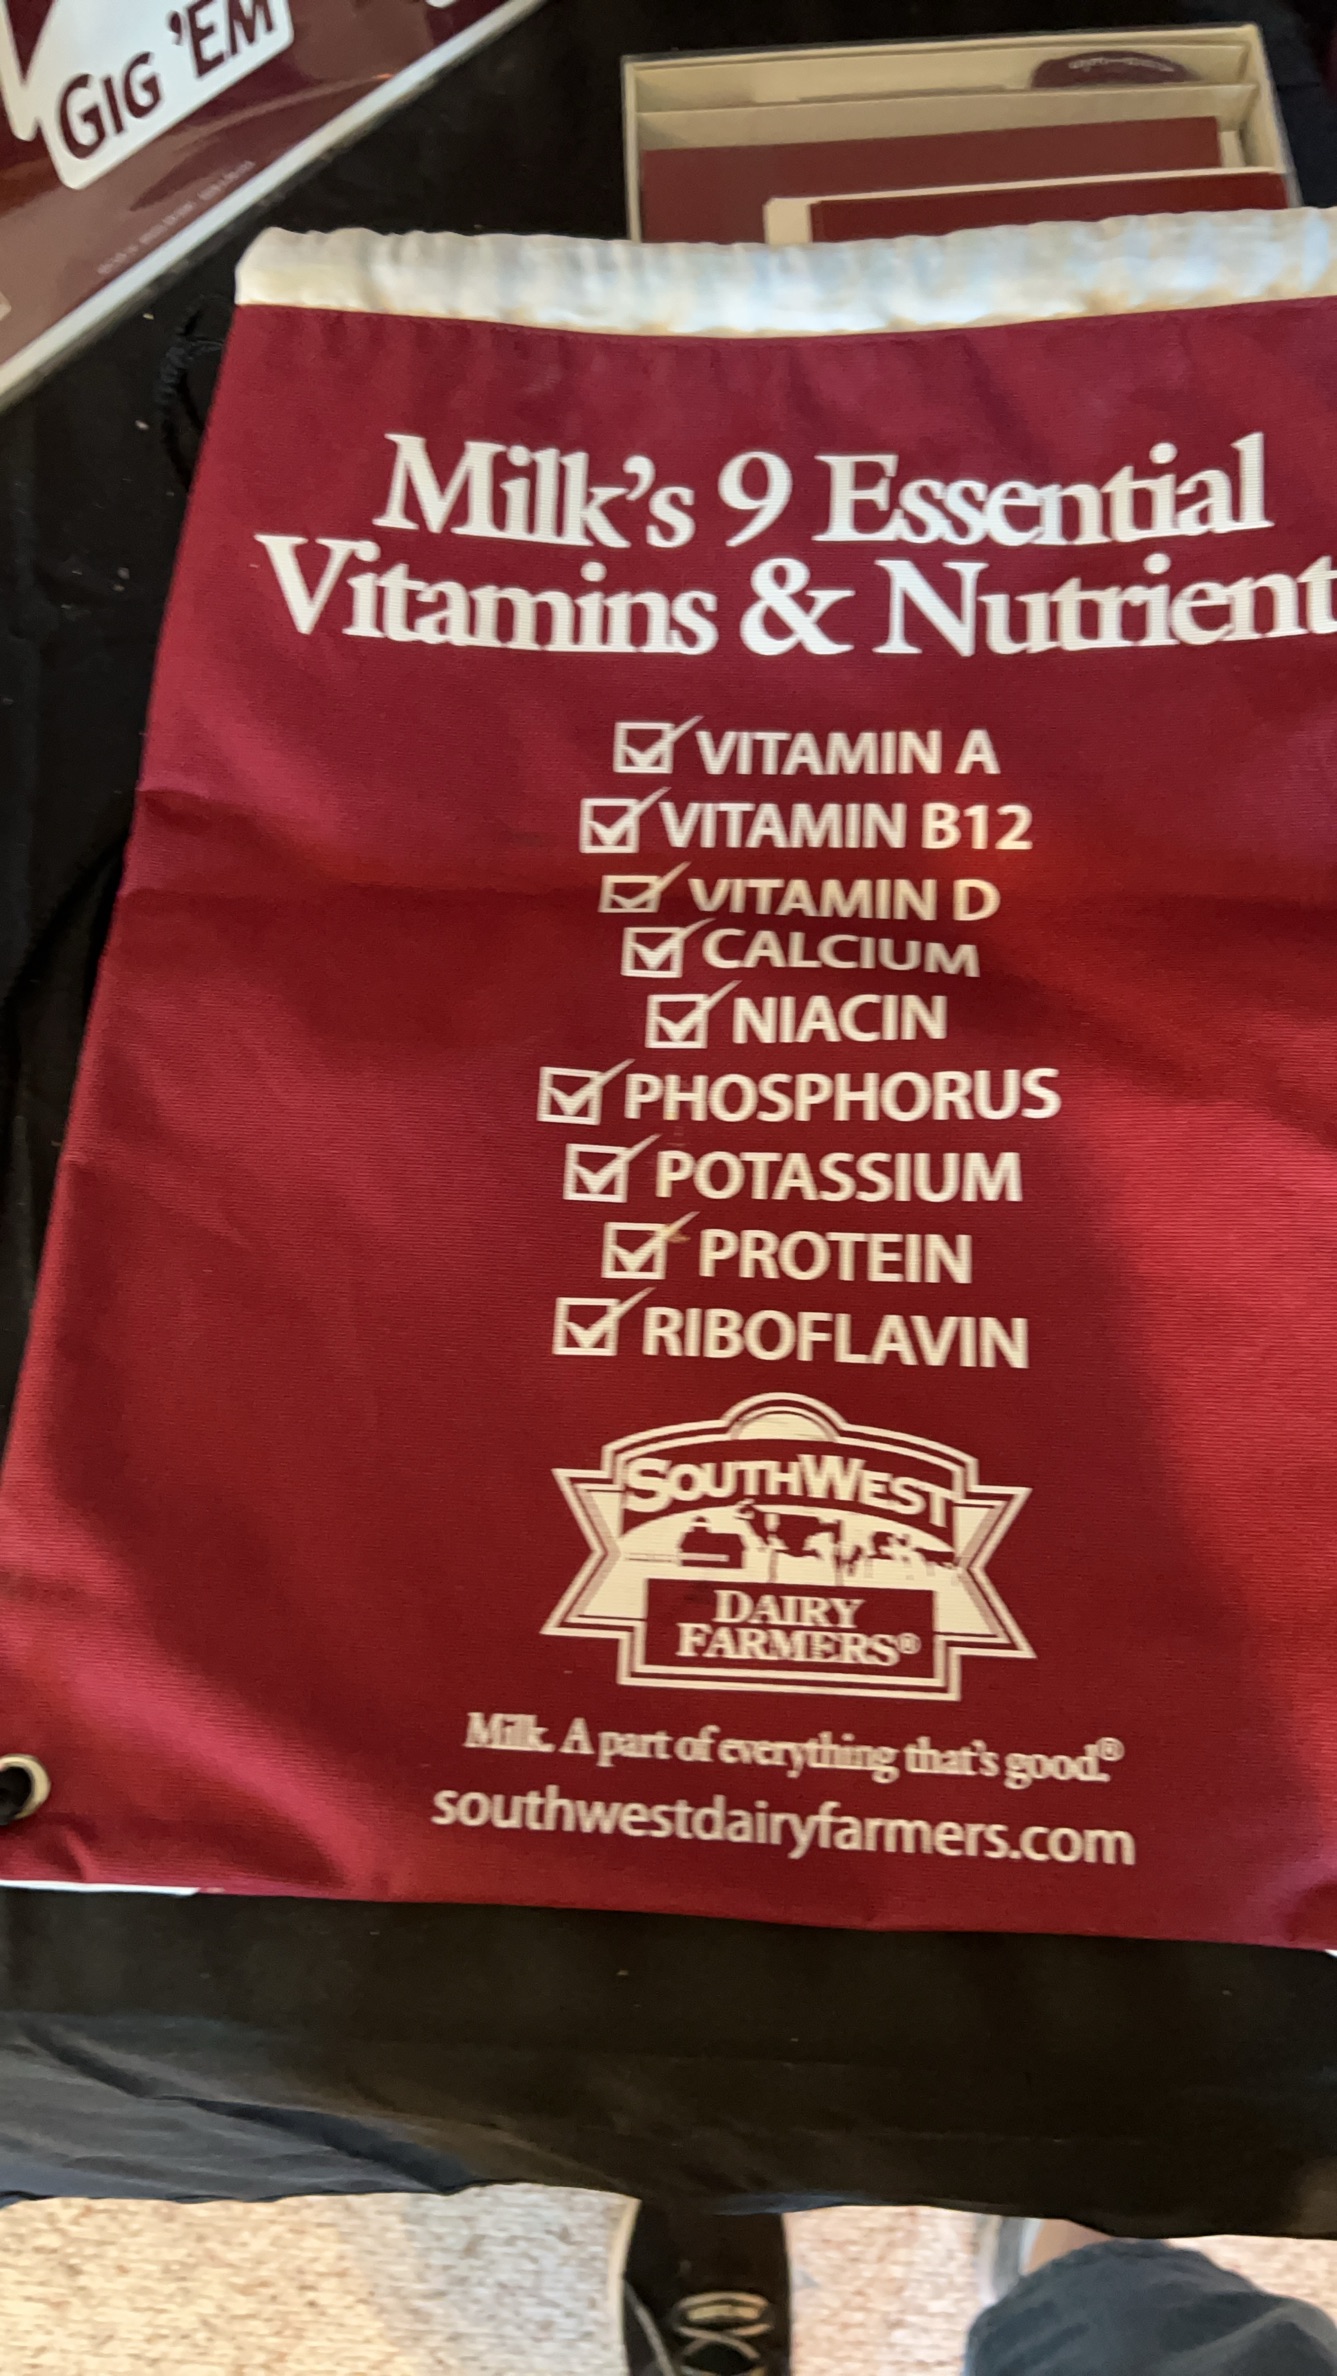 GIG 'EM
Milk's 9 Essential
Vitamins & Nutrient
VITAMIN A
VITAMIN B12
VITAMIN D
CALCIUM
NIACIN
PHOSPHORUS
POTASSIUM
PROTEIN
RIBOFLAVIN
SOUTHWEST
DAIRY
FARMERS®
Milk. A part of everything that's good.®
southwestdairyfarmers.com